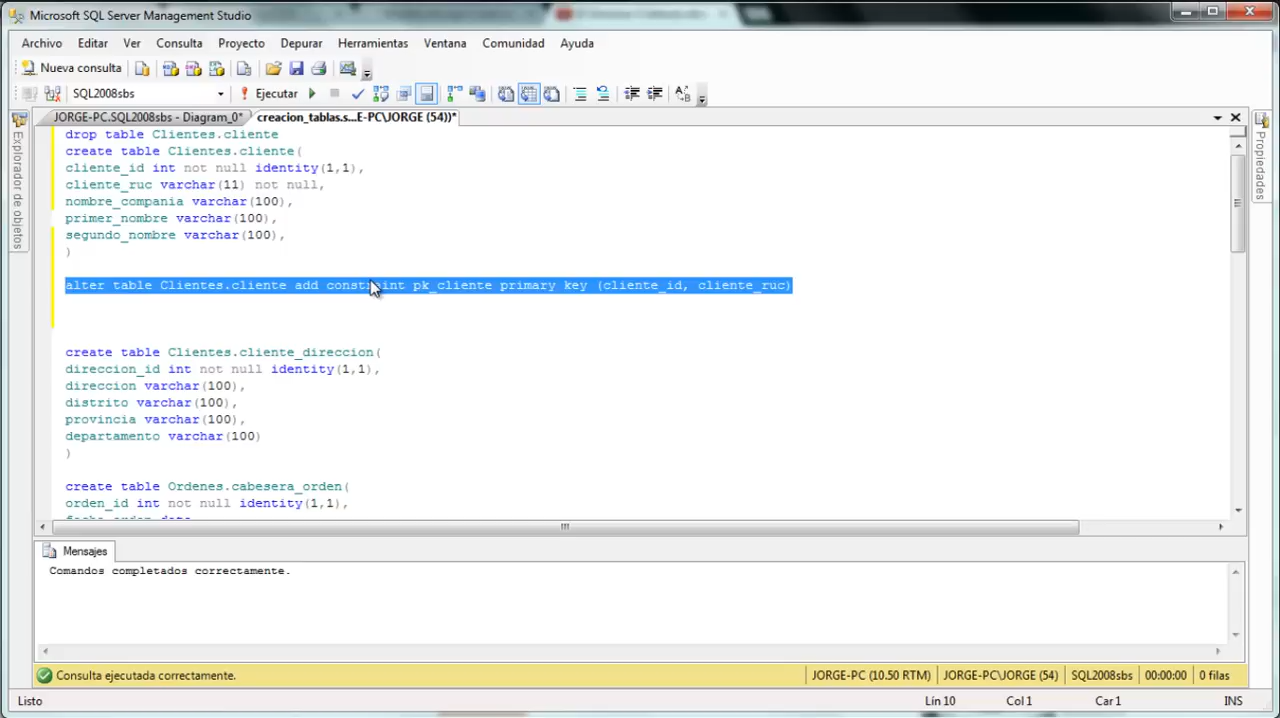 Microsoft SQL Server Management Studio
Archivo Editar Ver Consulta Proyecto Depurar Herramientas Ventana Comunidad Ayuda
Nueva consulta
SQL2008sbs Ejecutar
JORGE-PC.SQL2008sbs - Diagram_0* creacion_tablas.s...E-PC\JORGE (54))*
Explorador de objetos
Propiedades
drop table Clientes.cliente
create table Clientes.cliente(
cliente_id int not null identity(1,1),
cliente_ruc varchar(11) not null,
nombre_compania varchar(100),
primer_nombre varchar(100),
segundo_nombre varchar(100),
)
alter table Clientes.cliente add constraint pk_cliente primary key (cliente_id, cliente_ruc)
create table Clientes.cliente_direccion(
direccion_id int not null identity(1,1),
direccion varchar(100),
distrito varchar(100),
provincia varchar(100),
departamento varchar(100)
)
create table Ordenes.cabesera_orden(
orden_id int not null identity(1,1),
fecha_orden date
Mensajes
Comandos completados correctamente.
Consulta ejecutada correctamente. JORGE-PC (10.50 RTM) JORGE-PC\JORGE (54) SQL2008sbs 00:00:00 0 filas
Listo Lín 10 Col 1 Car 1 INS